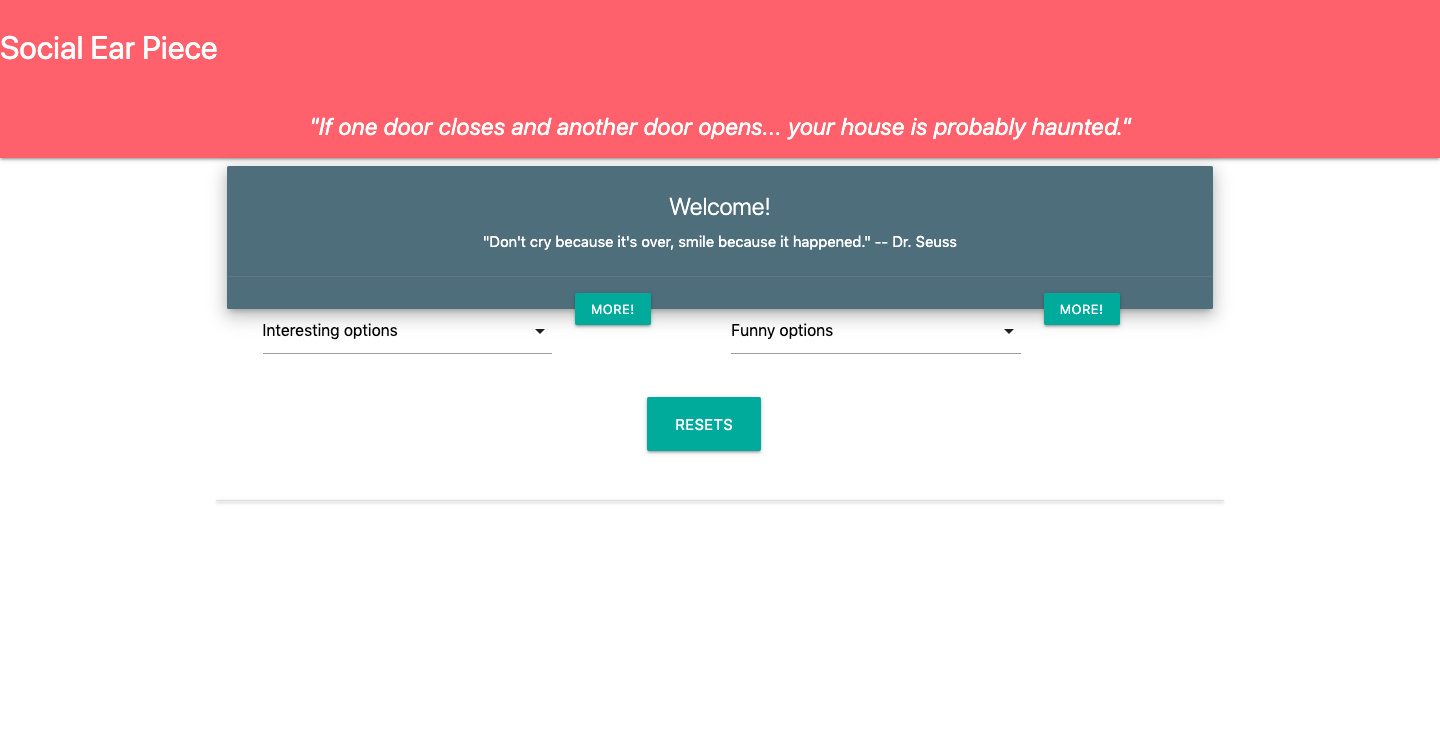 Social Ear Piece
"If one door closes and another door opens... your house is probably haunted."
Welcome!
"Don't cry because it's over, smile because it happened." -- Dr. Seuss
MORE!
MORE!
Interesting options
Funny options
RESETS